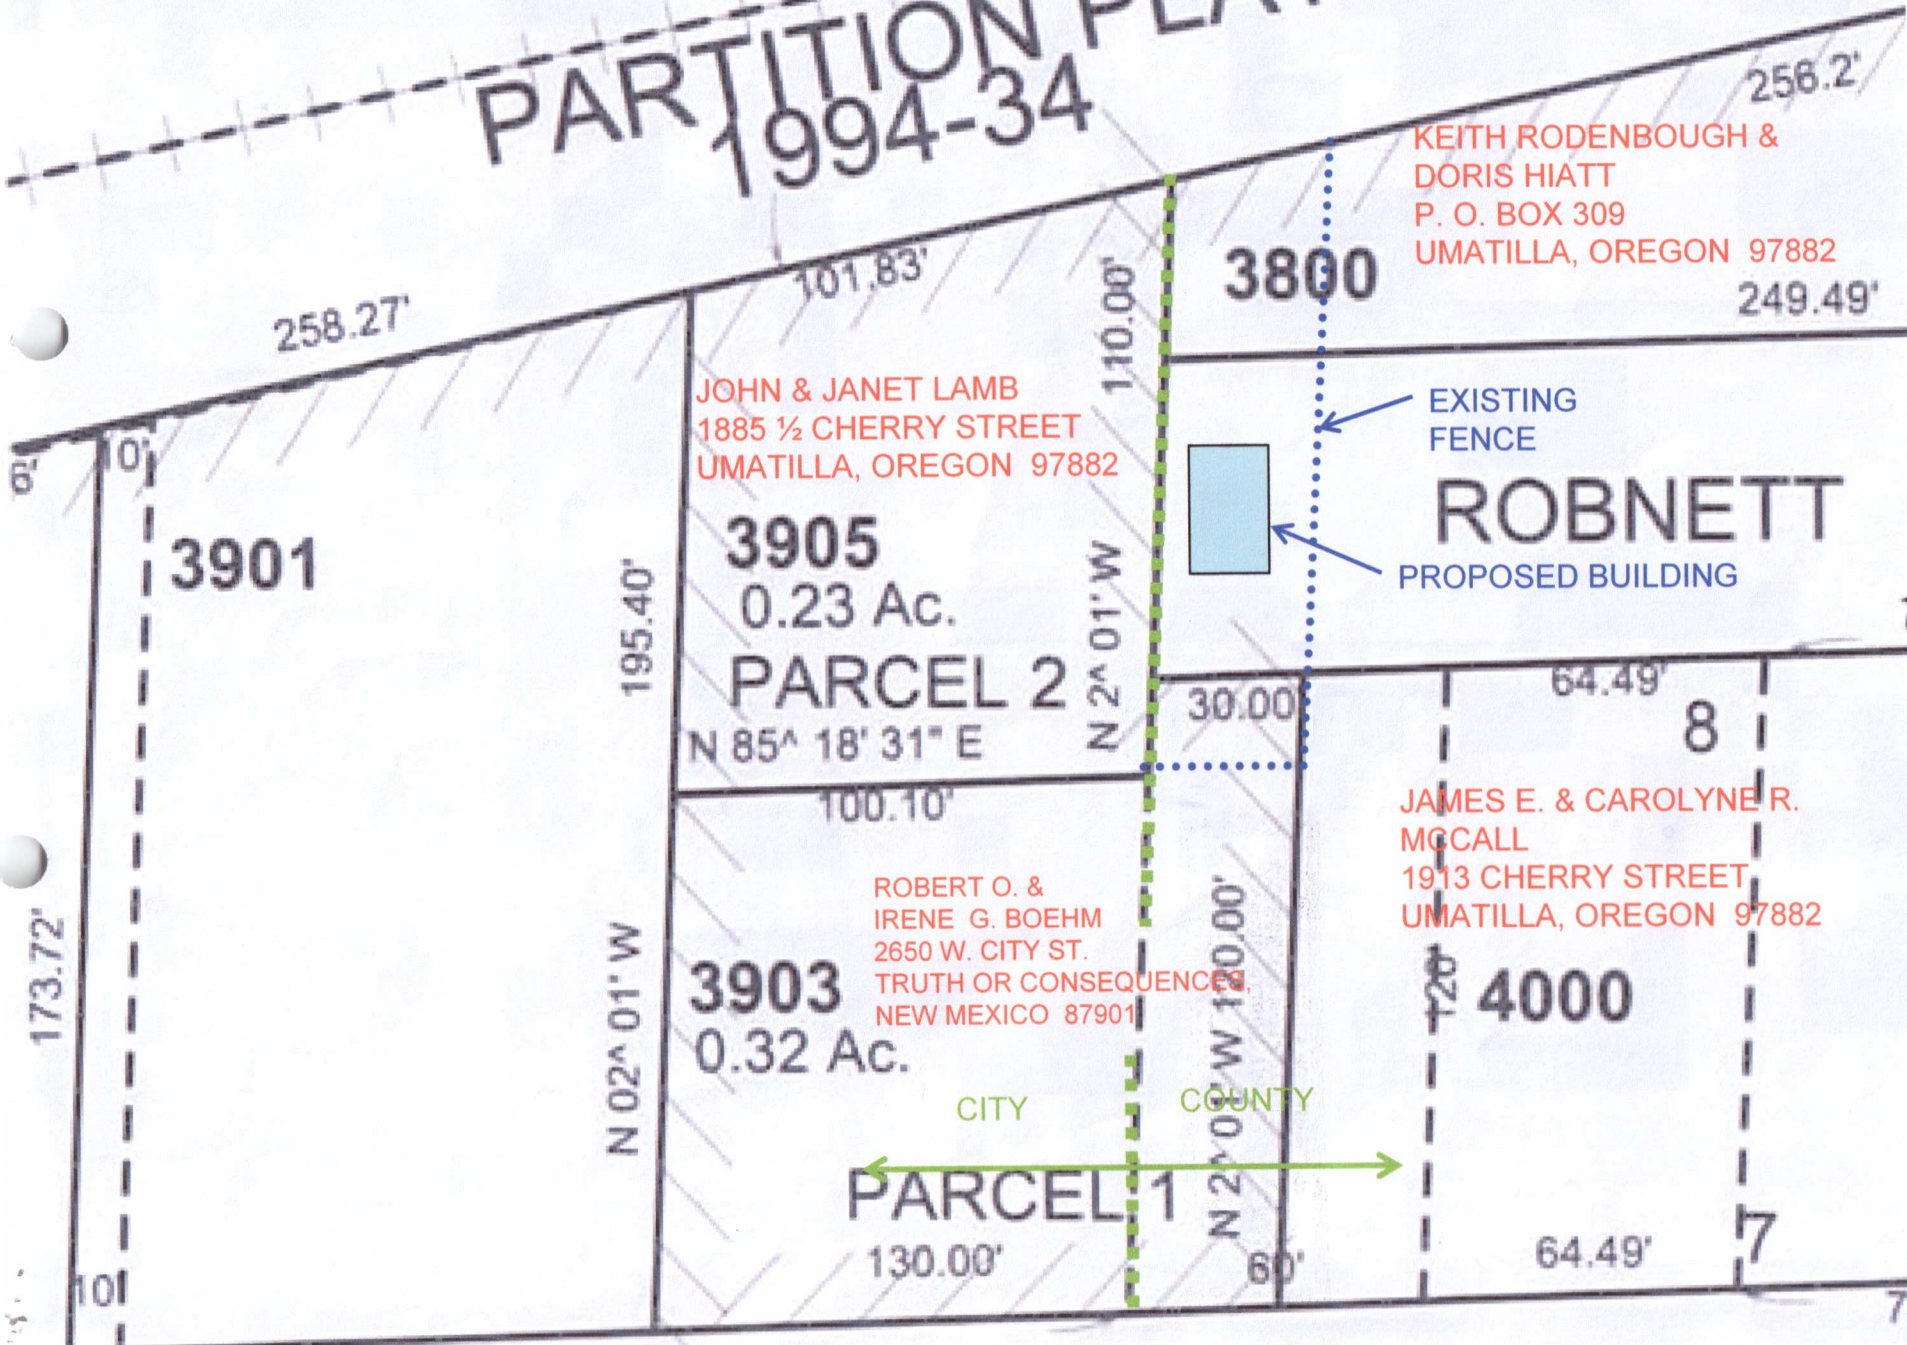 PARTITION
1994-34
256.2'
KEITH RODENBOUGH &
DORIS HIATT
P. O. BOX 309
UMATILLA, OREGON 97882
3800
249.49'
101.83'
110.00'
258.27'
JOHN & JANET LAMB
1885 ½ CHERRY STREET
UMATILLA, OREGON 97882
EXISTING
FENCE
ROBNETT
PROPOSED BUILDING
6'
10'
3901
195.40'
3905
0.23 Ac.
PARCEL 2
N 85^ 18' 31" E
N 2^ 01' W
100.10'
30.00
64.49'
8
JAMES E. & CAROLYNE R.
MCCALL
1913 CHERRY STREET
UMATILLA, OREGON 97882
ROBERT O. &
IRENE G. BOEHM
2650 W. CITY ST.
TRUTH OR CONSEQUENCES,
NEW MEXICO 87901
3903
0.32 Ac.
173.72'
N 02^ 01' W
N 2^ 01' W 120.00'
120'
4000
CITY
COUNTY
PARCEL 1
130.00'
60'
64.49'
7
10'
7